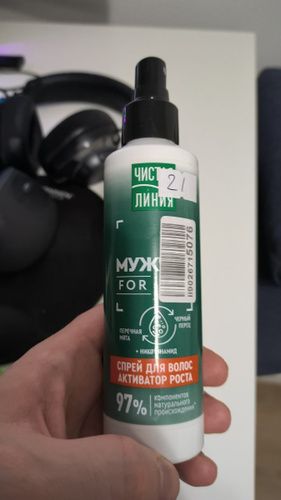 ЧИСТАЯ
21
ЛИНИЯ
МУЖ
FOR
110026715076
ПЕРЕЧНАЯ
МЯТА
ЧЕРНЫЙ
ПЕРЕЦ
+ НИКОТИНАМИД
СПРЕЙ ДЛЯ ВОЛОС
АКТИВАТОР РОСТА
97%
компонентов
натурального
происхождения